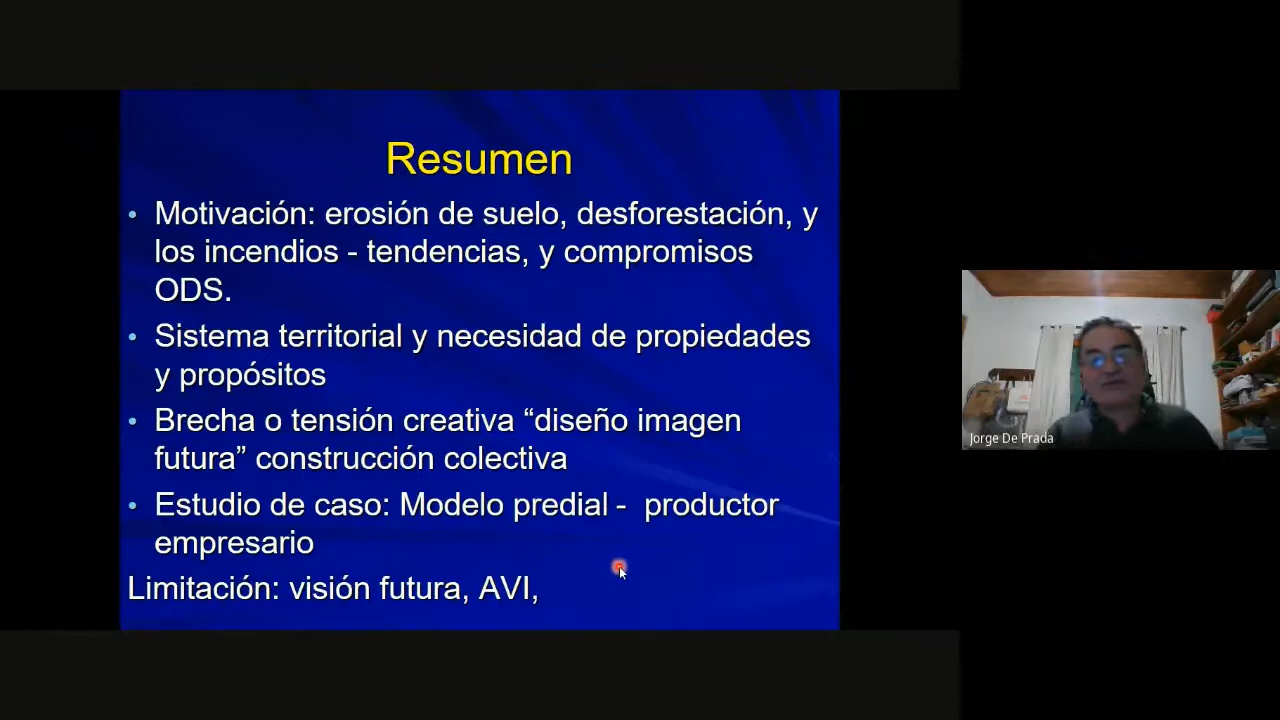 Resumen
• Motivación: erosión de suelo, desforestación, y
los incendios - tendencias, y compromisos
ODS.
• Sistema territorial y necesidad de propiedades
y propósitos
• Brecha o tensión creativa “diseño imagen
futura” construcción colectiva
• Estudio de caso: Modelo predial -  productor
empresario
Limitación: visión futura, AVI,
Jorge De Prada